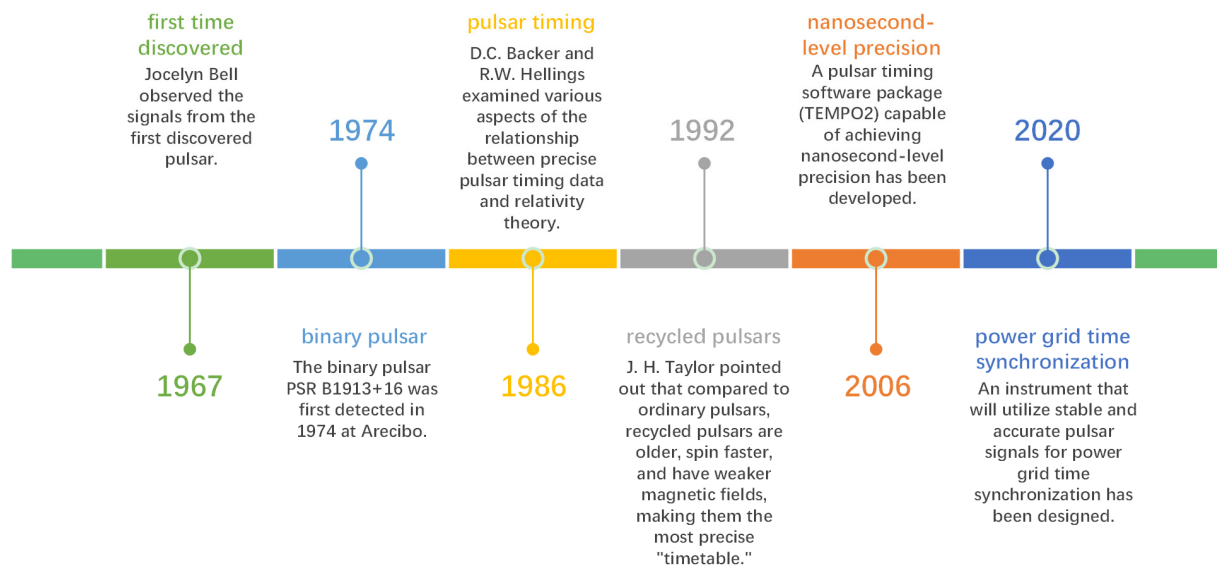 first time
discovered
Jocelyn Bell
observed the
signals from the
first discovered
pulsar.
1967
1974
binary pulsar
The binary pulsar
PSR B1913+16 was
first detected in
1974 at Arecibo.
pulsar timing
D.C. Backer and
R.W. Hellings
examined various
aspects of the
relationship
between precise
pulsar timing data
and relativity
theory.
1986
1992
recycled pulsars
J. H. Taylor pointed
out that compared to
ordinary pulsars,
recycled pulsars are
older, spin faster,
and have weaker
magnetic fields,
making them the
most precise
"timetable."
nanosecond-
level precision
A pulsar timing
software package
(TEMPO2) capable
of achieving
nanosecond-level
precision has been
developed.
2006
2020
power grid time
synchronization
An instrument that
will utilize stable and
accurate pulsar
signals for power
grid time
synchronization has
been designed.